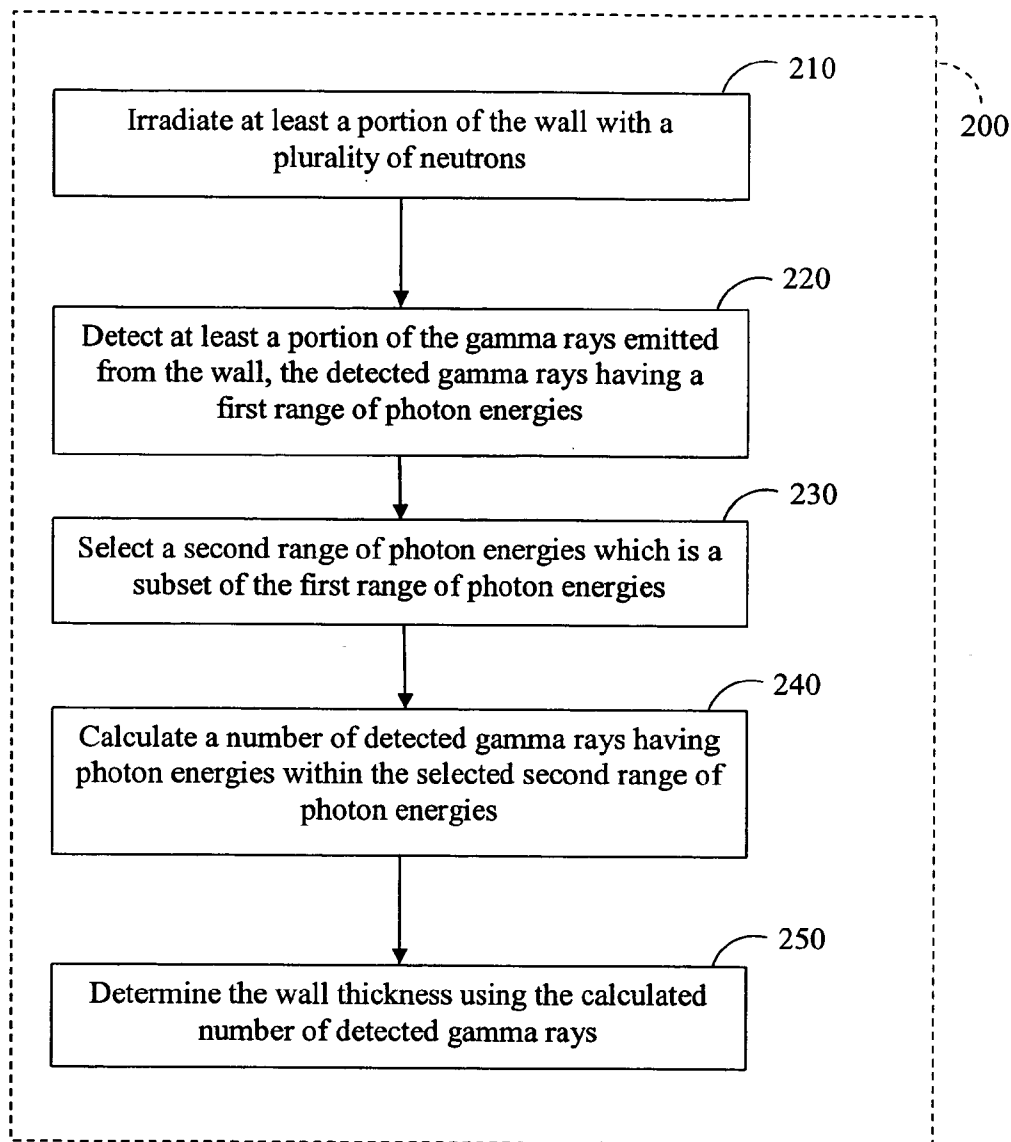 210
200
Irradiate at least a portion of the wall with a
plurality of neutrons
220
Detect at least a portion of the gamma rays emitted
from the wall, the detected gamma rays having a
first range of photon energies
230
Select a second range of photon energies which is a
subset of the first range of photon energies
240
Calculate a number of detected gamma rays having
photon energies within the selected second range of
photon energies
250
Determine the wall thickness using the calculated
number of detected gamma rays